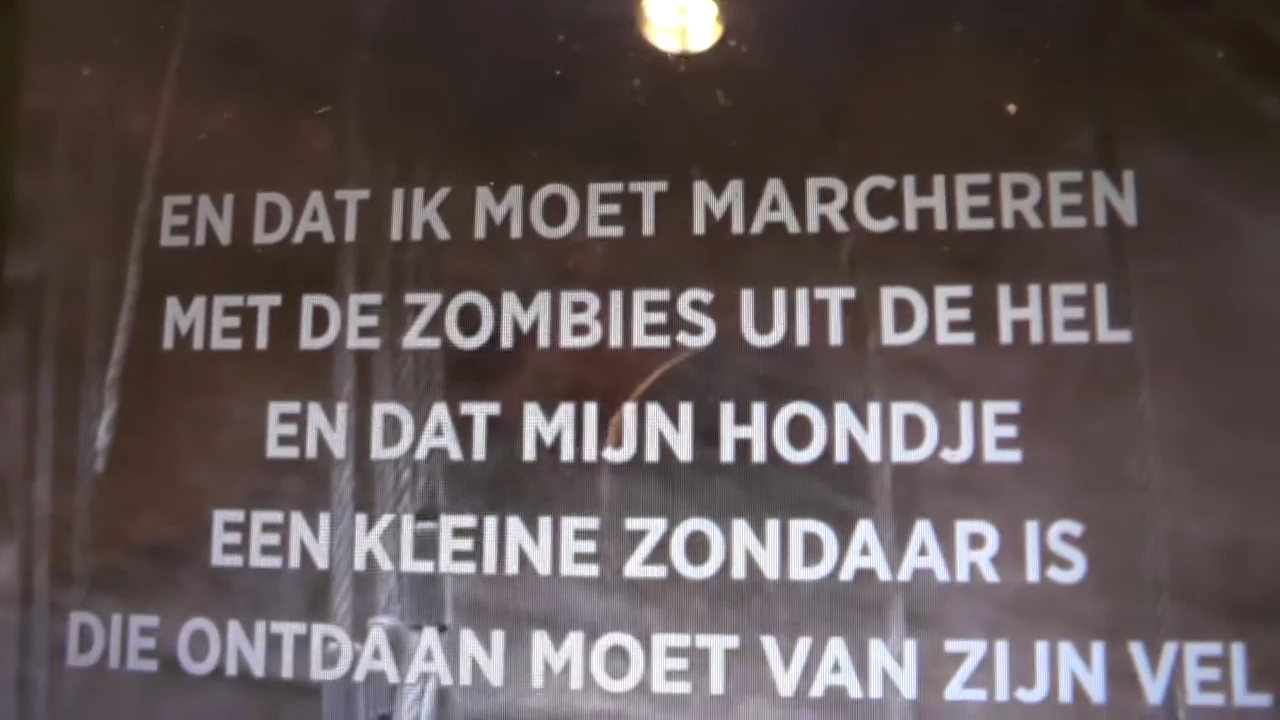 EN DAT IK MOET MARCHEREN
MET DE ZOMBIES UIT DE HEL
EN DAT MIJN HONDJE
EEN KLEINE ZONDAAR IS
DIE ONTDAAN MOET VAN ZIJN VEL